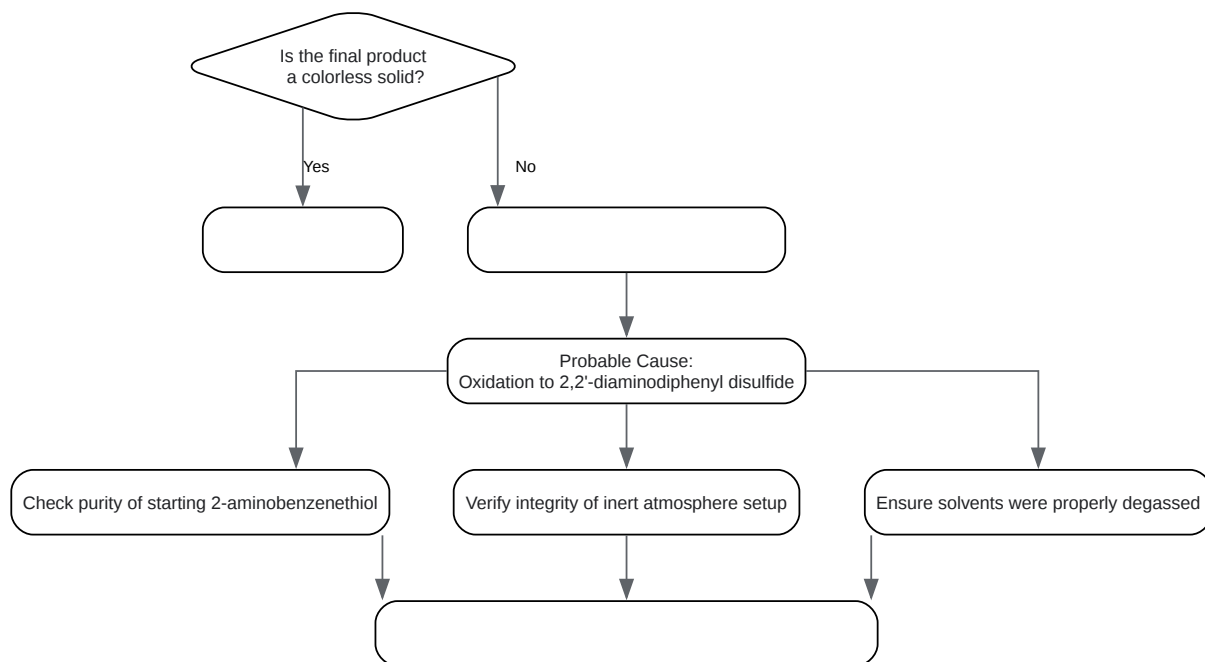 Is the final product
a colorless solid?
Yes
No
Probable Cause:
Oxidation to 2,2'-diaminodiphenyl disulfide
Check purity of starting 2-aminobenzenethiol
Verify integrity of inert atmosphere setup
Ensure solvents were properly degassed